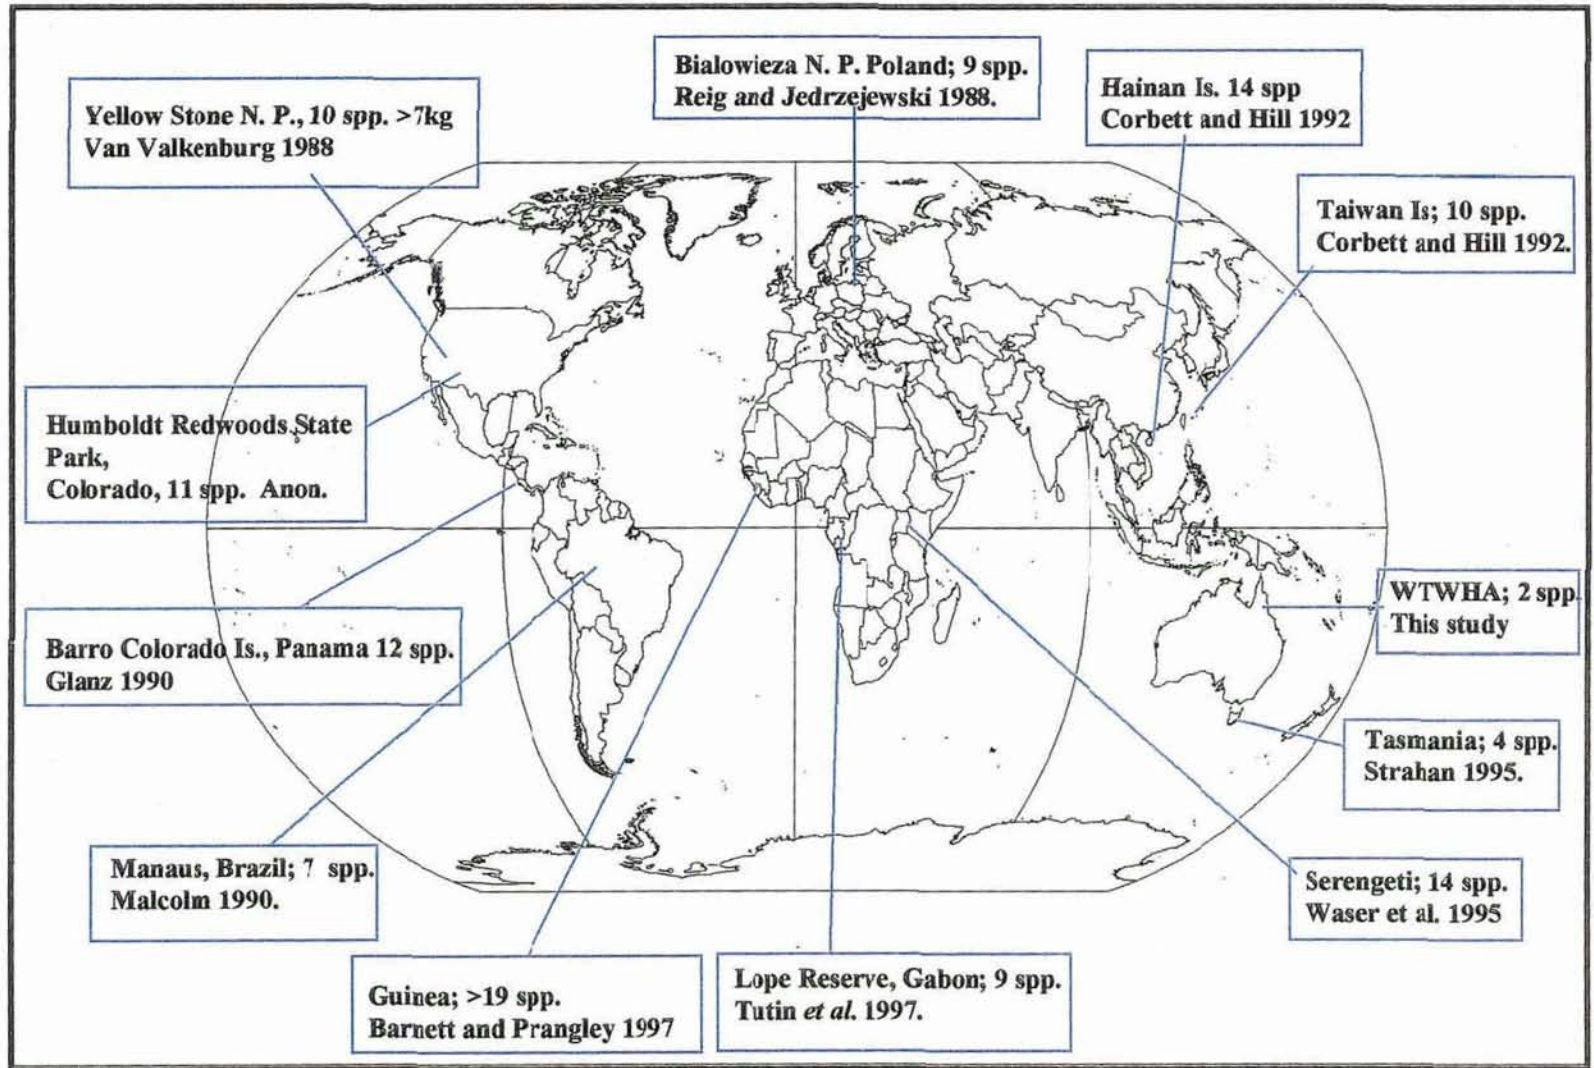 Bialowieza N. P. Poland; 9 spp.
Reig and Jedrzejewski 1988.
Hainan Is. 14 spp
Corbett and Hill 1992
Yellow Stone N. P., 10 spp. >7kg
Van Valkenburg 1988
Taiwan Is; 10 spp.
Corbett and Hill 1992.
Humboldt Redwoods State
Park,
Colorado, 11 spp. Anon.
WTWHA; 2 spp.
This study
Barro Colorado Is., Panama 12 spp.
Glanz 1990
Tasmania; 4 spp.
Strahan 1995.
Manaus, Brazil; 7 spp.
Malcolm 1990.
Serengeti; 14 spp.
Waser et al. 1995
Guinea; >19 spp.
Barnett and Prangley 1997
Lope Reserve, Gabon; 9 spp.
Tutin et al. 1997.